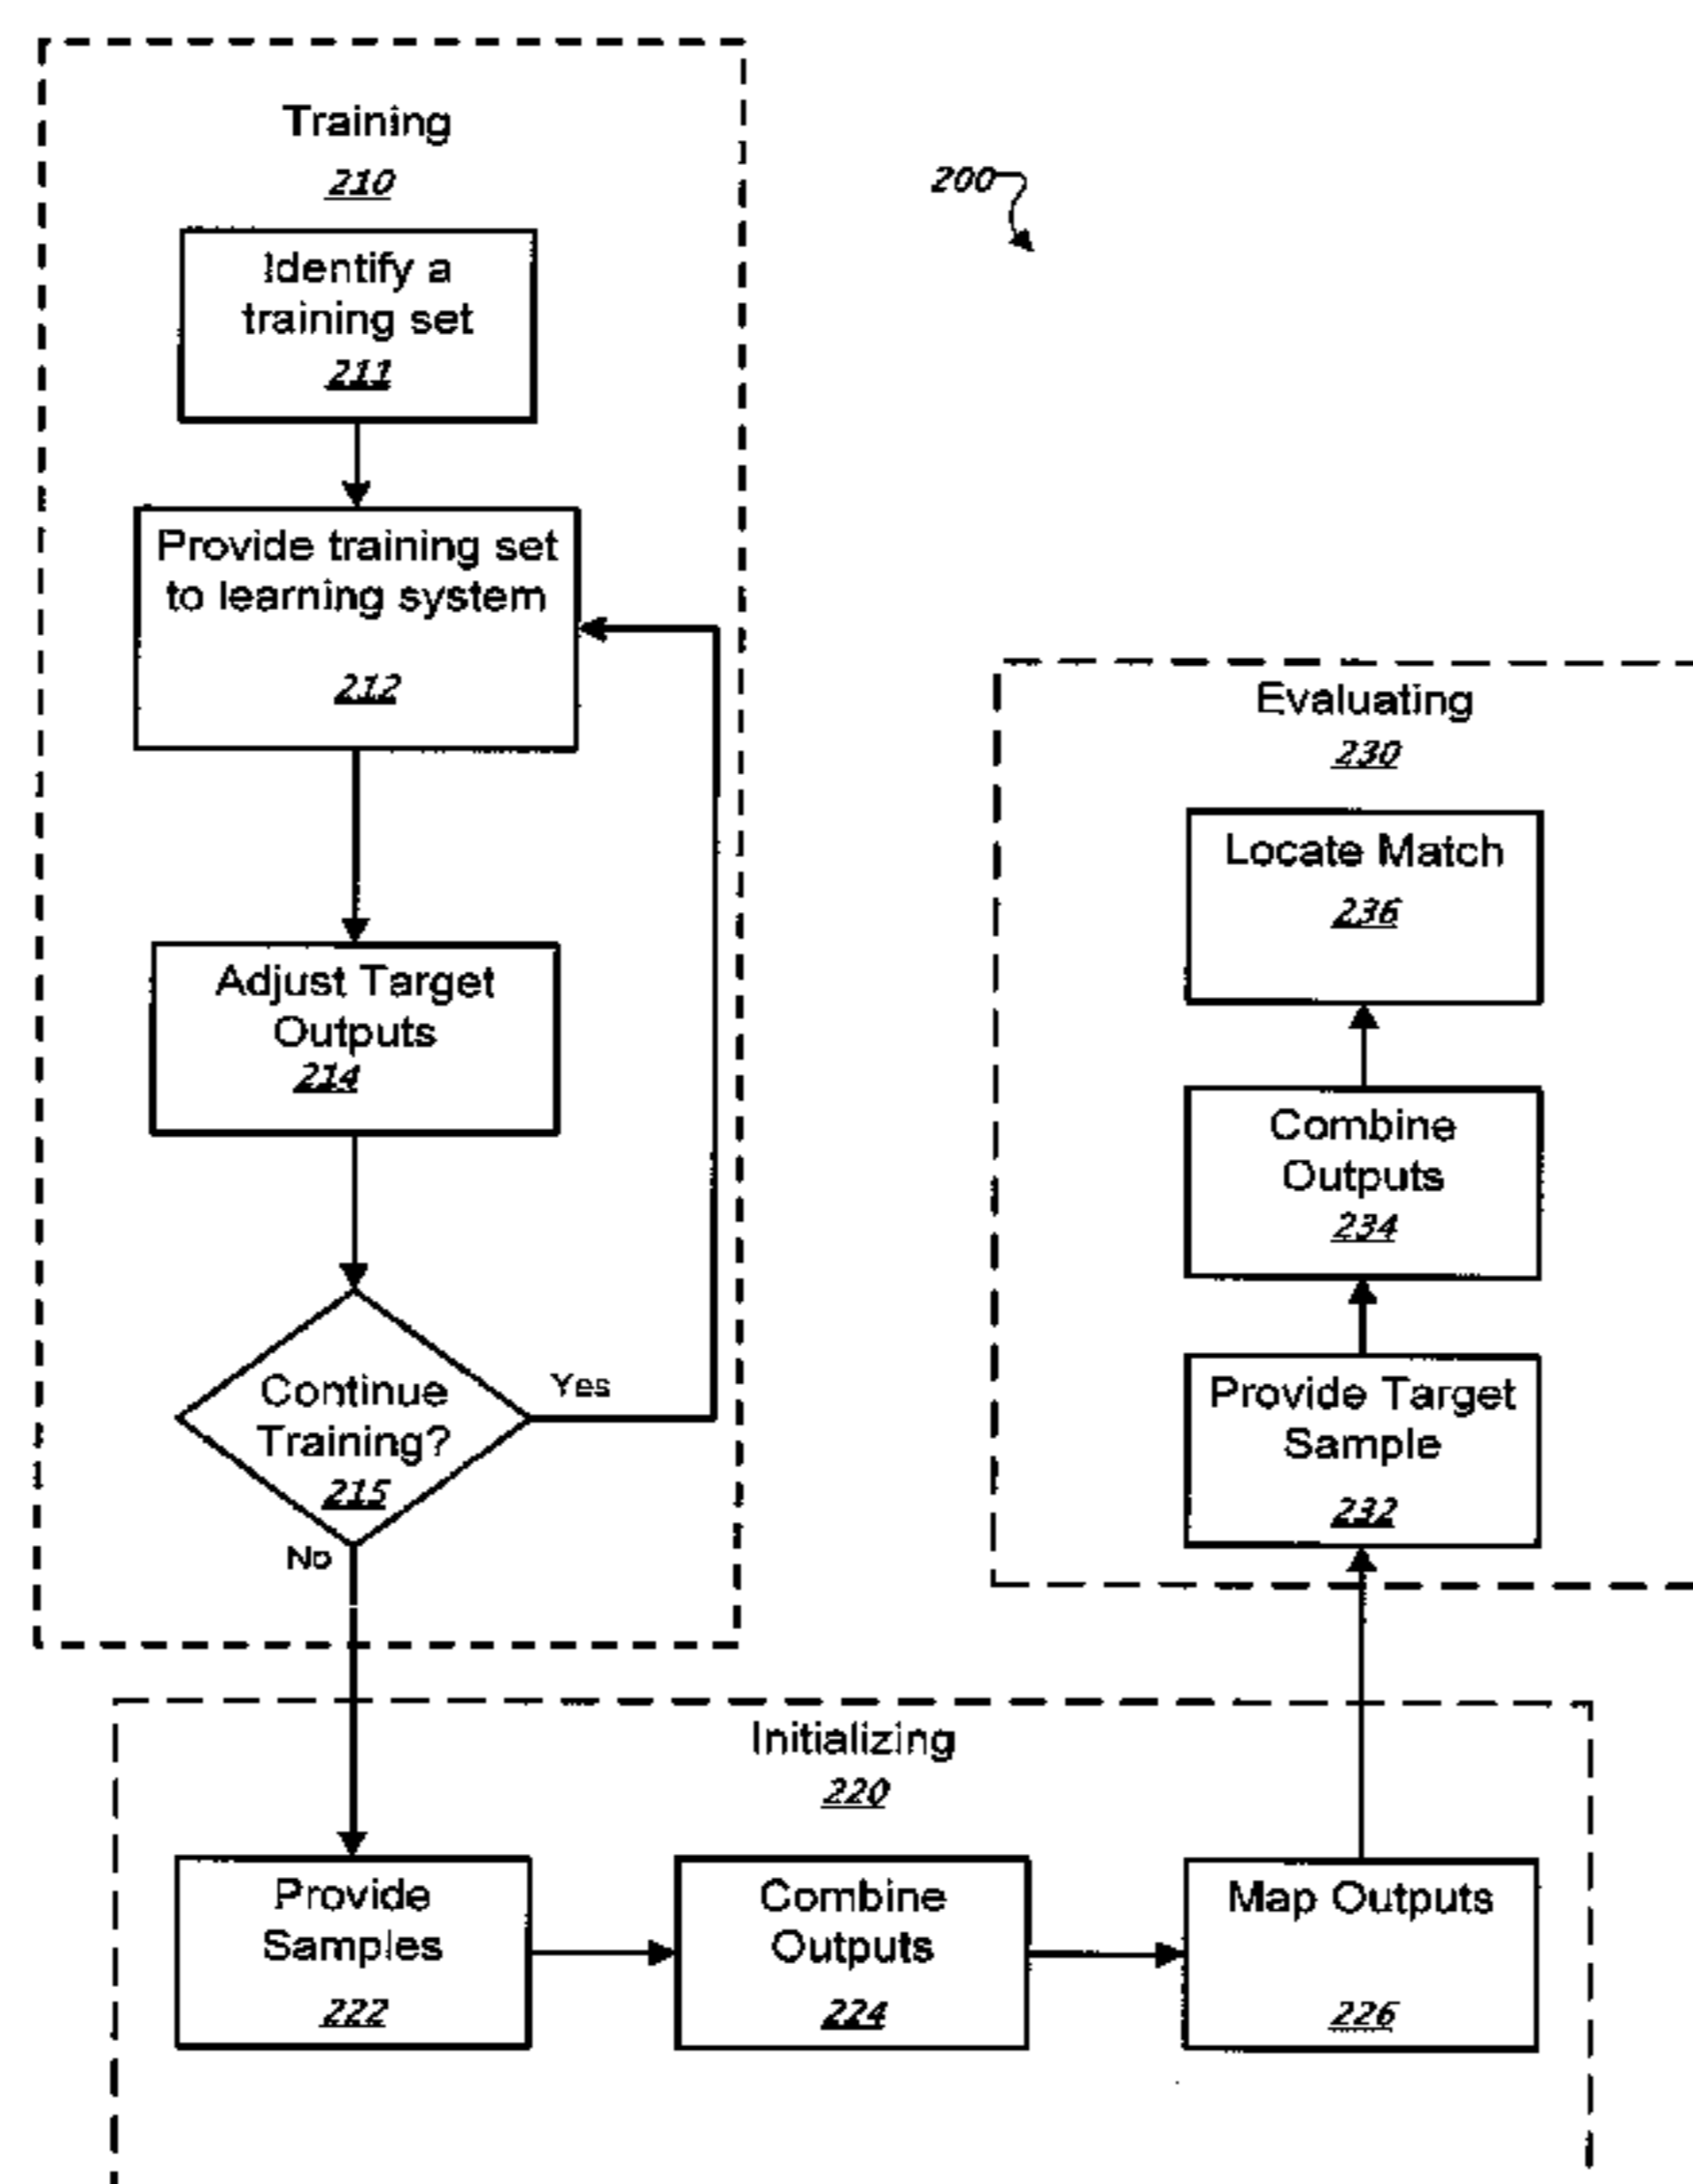 Training
210
Identify a
training set
211
Provide training set
to learning system
212
Adjust Target
Outputs
214
Continue
Training?
215
Yes
No
200
Evaluating
230
Locate Match
236
Combine
Outputs
234
Provide Target
Sample
232
Initializing
220
Provide
Samples
222
Combine
Outputs
224
Map Outputs
226